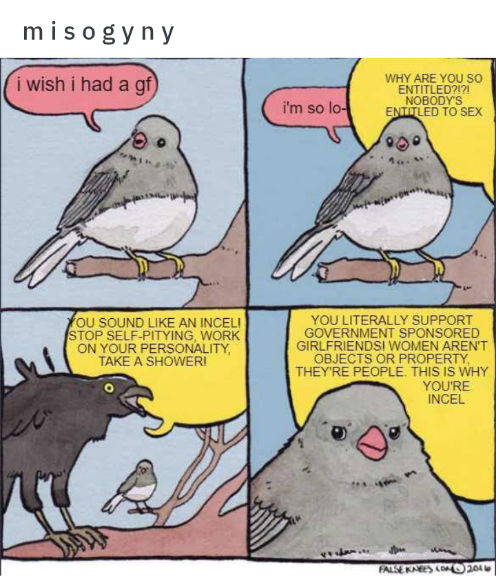 m i s o g y n y
i wish i had a gf
i'm so lo-
WHY ARE YOU SO
ENTITLED?!?!
NOBODY'S
ENTITLED TO SEX
YOU SOUND LIKE AN INCEL!
STOP SELF-PITYING, WORK
ON YOUR PERSONALITY,
TAKE A SHOWER!
YOU LITERALLY SUPPORT
GOVERNMENT SPONSORED
GIRLFRIENDS! WOMEN AREN'T
OBJECTS OR PROPERTY,
THEY'RE PEOPLE. THIS IS WHY
YOU'RE
INCEL
FALSEKNEES.COM © 2016